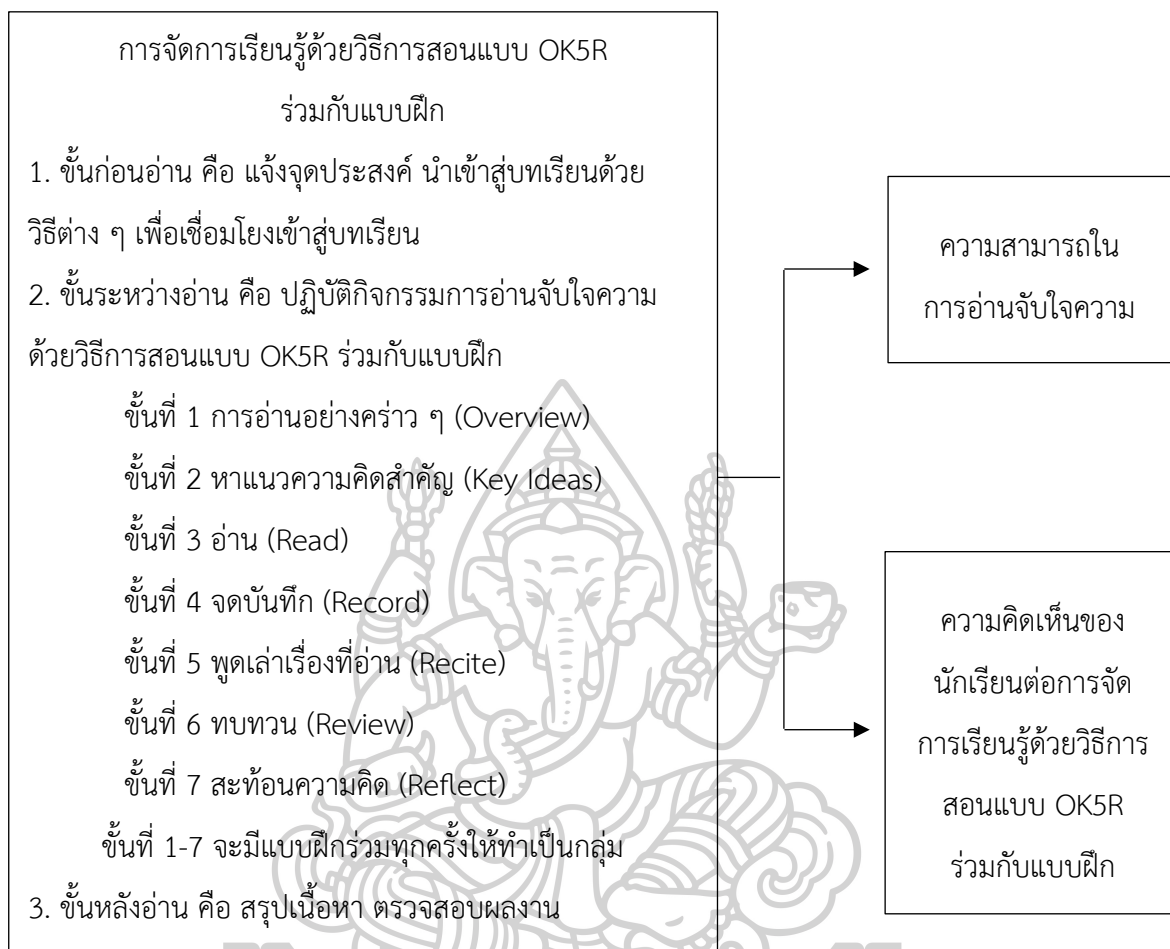 การจัดการเรียนรู้ด้วยวิธีการสอนแบบ OK5R
ร่วมกับแบบฝึก
1. ขั้นก่อนอ่าน คือ แจ้งจุดประสงค์ นำเข้าสู่บทเรียนด้วย
วิธีต่าง ๆ เพื่อเชื่อมโยงเข้าสู่บทเรียน
2. ขั้นระหว่างอ่าน คือ ปฏิบัติกิจกรรมการอ่านจับใจความ
ด้วยวิธีการสอนแบบ OK5R ร่วมกับแบบฝึก
ขั้นที่ 1 การอ่านอย่างคร่าว ๆ (Overview)
ขั้นที่ 2 หาแนวความคิดสำคัญ (Key Ideas)
ขั้นที่ 3 อ่าน (Read)
ขั้นที่ 4 จดบันทึก (Record)
ขั้นที่ 5 พูดเล่าเรื่องที่อ่าน (Recite)
ขั้นที่ 6 ทบทวน (Review)
ขั้นที่ 7 สะท้อนความคิด (Reflect)
ขั้นที่ 1-7 จะมีแบบฝึกร่วมทุกครั้งให้ทำเป็นกลุ่ม
3. ขั้นหลังอ่าน คือ สรุปเนื้อหา ตรวจสอบผลงาน
ความสามารถใน
การอ่านจับใจความ
ความคิดเห็นของ
นักเรียนต่อการจัด
การเรียนรู้ด้วยวิธีการ
สอนแบบ OK5R
ร่วมกับแบบฝึก